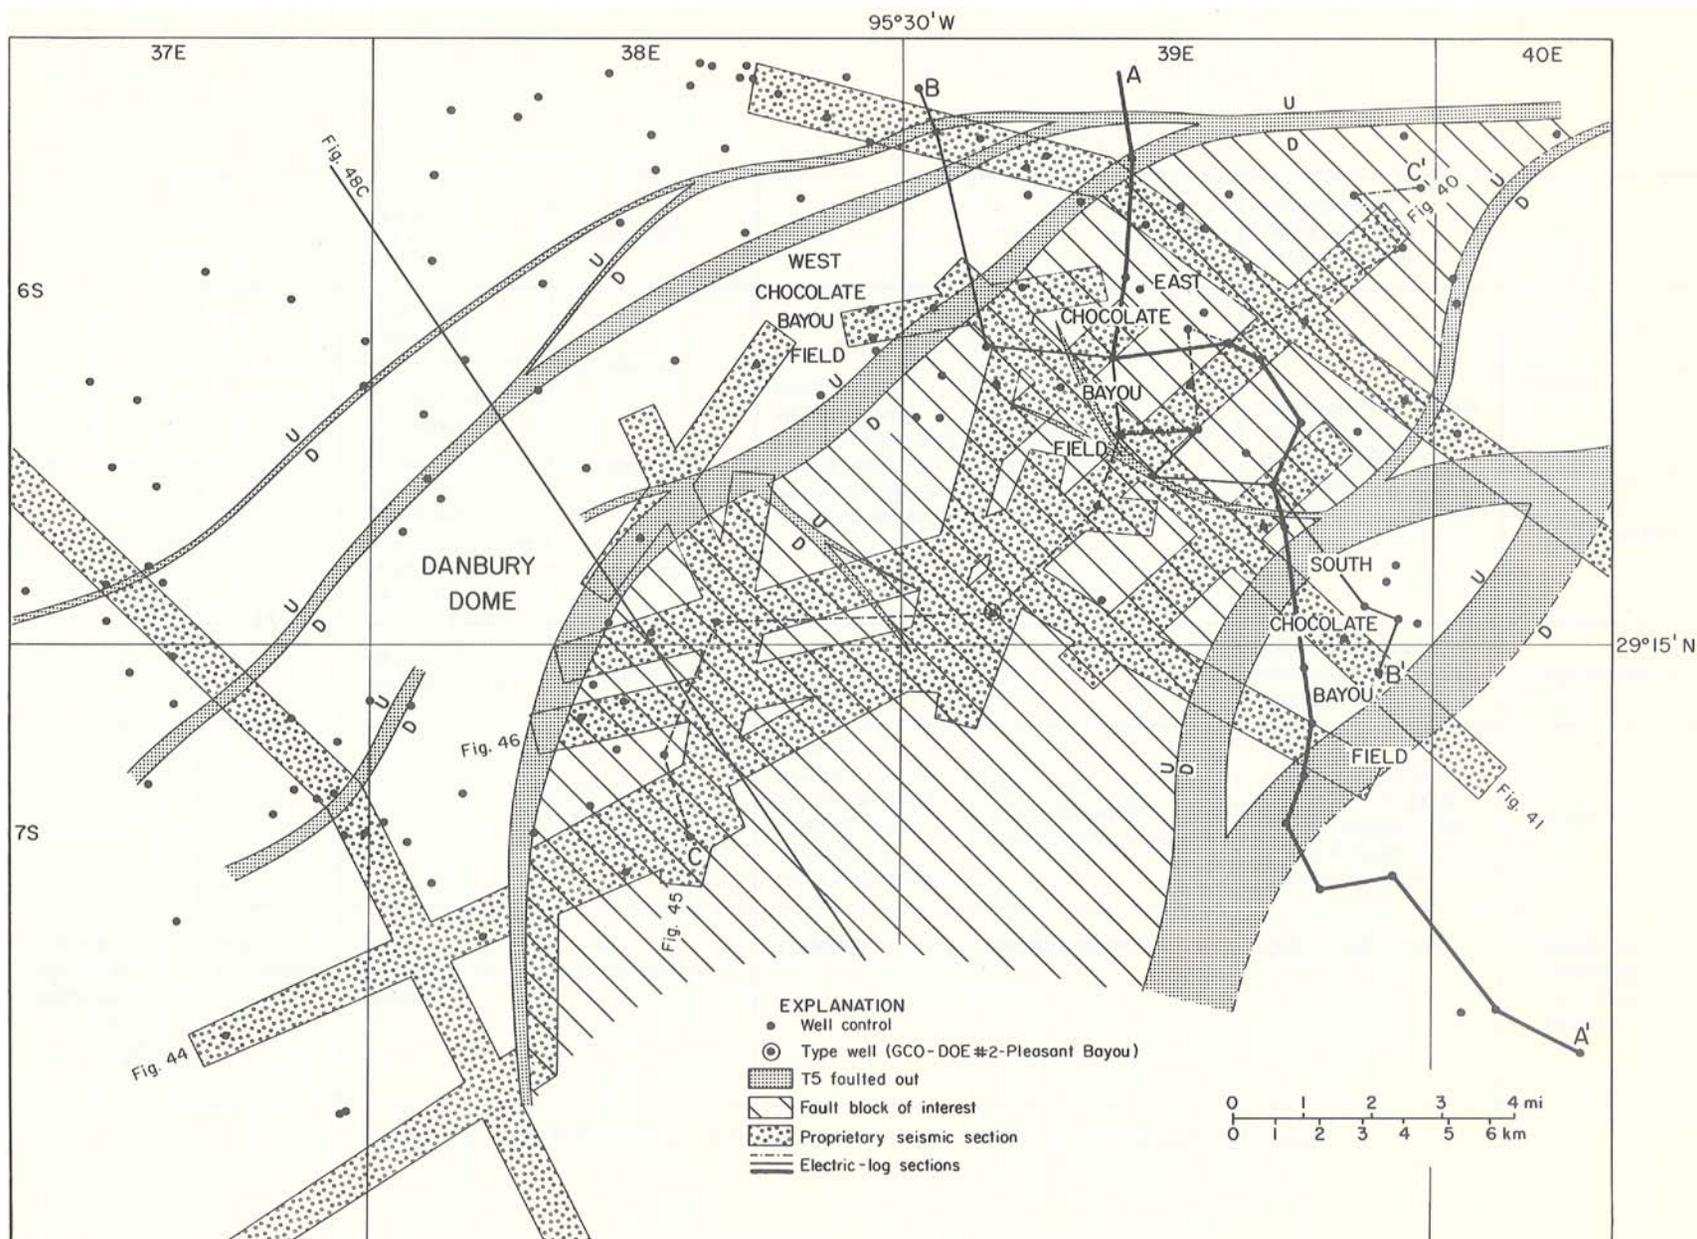 95°30'W
37E
38E
39E
40E
B
A
U
D
Fig. 48C
C'
Fig. 40
U
D
6S
WEST
CHOCOLATE
BAYOU
FIELD
U
D
EAST
CHOCOLATE
BAYOU
FIELD
U
D
U
D
U
D
DANBURY
DOME
SOUTH
CHOCOLATE
BAYOU
FIELD
U
D
U
D
29°15'N
B'
U
D
Fig. 46
U
D
Fig. 41
7S
C
Fig. 45
Fig. 44
A'
EXPLANATION
Well control
Type well (GCO-DOE #2-Pleasant Bayou)
T5 faulted out
Fault block of interest
Proprietary seismic section
Electric-log sections
0 1 2 3 4 mi
0 1 2 3 4 5 6 km